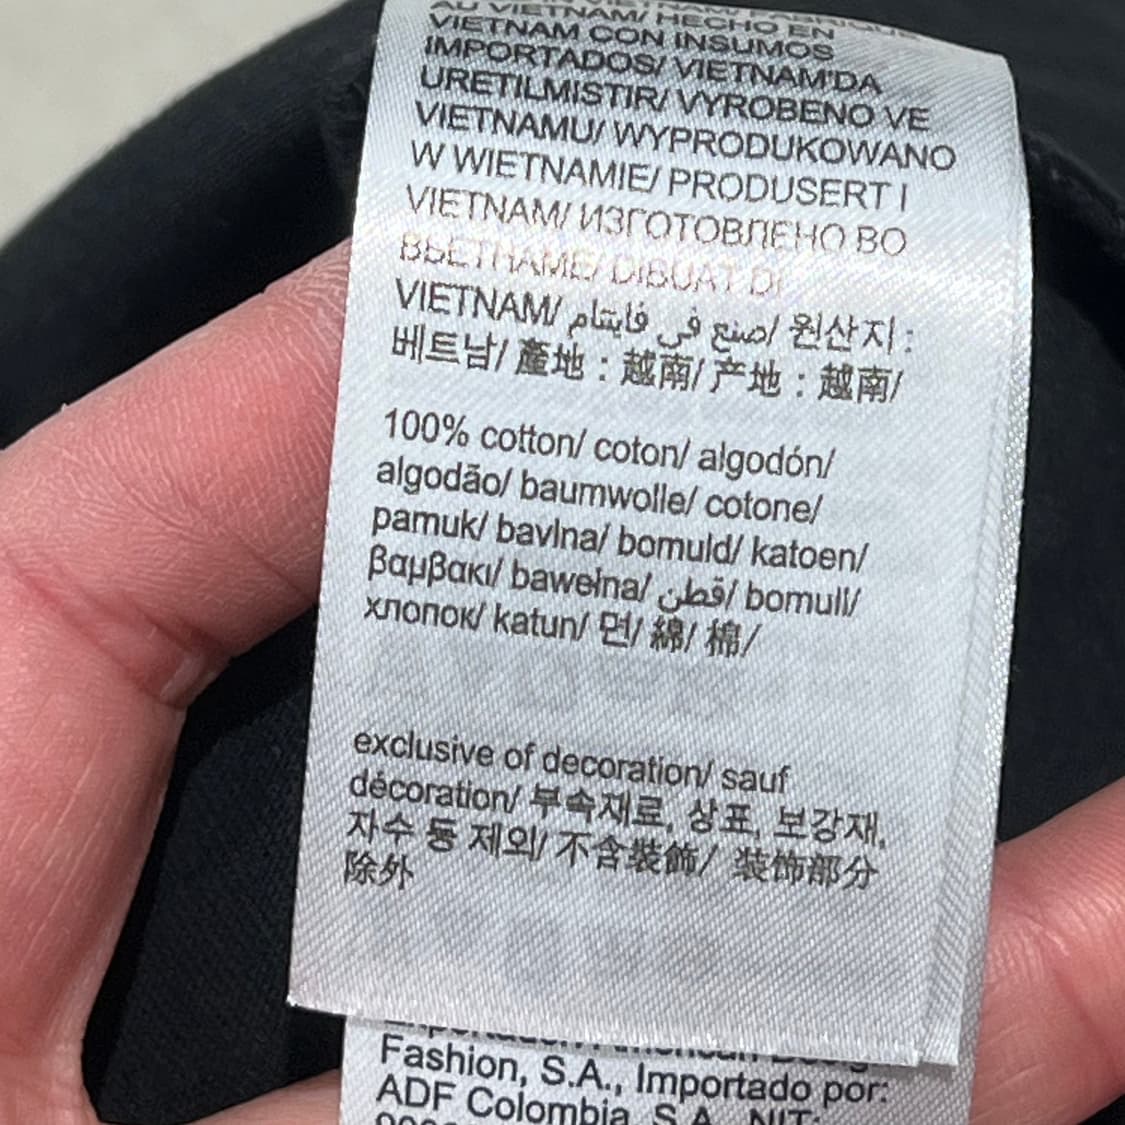 AU VIETNAM/ HECHO EN
VIETNAM CON INSUMOS
IMPORTADOS/ VIETNAM'DA
URETILMISTIR/ VYROBENO VE
VIETNAMU/ WYPRODUKOWANO
W WIETNAMIE/ PRODUSERT I
VIETNAM/ ИЗГОТОВЛЕНО ВО
ВЬЕТНАМЕ/ DIBUAT DI
VIETNAM/ صنع في فايتنام/ 원산지 :
베트남/ 產地 : 越南/ 产地 : 越南/
100% cotton/ coton/ algodón/
algodão/ baumwolle/ cotone/
pamuk/ bavlna/ bomuld/ katoen/
βαμβακι/ bawełna/ قطن/ bomull/
хлопок/ katun/ 면/ 綿/ 棉/
exclusive of decoration/ sauf
décoration/ 부속재료, 상표, 보강재,
자수 등 제외/ 不含裝飾/ 装饰部分
除外
Fashion, S.A., Importado por:
ADF Colombia, S.A., NIT: